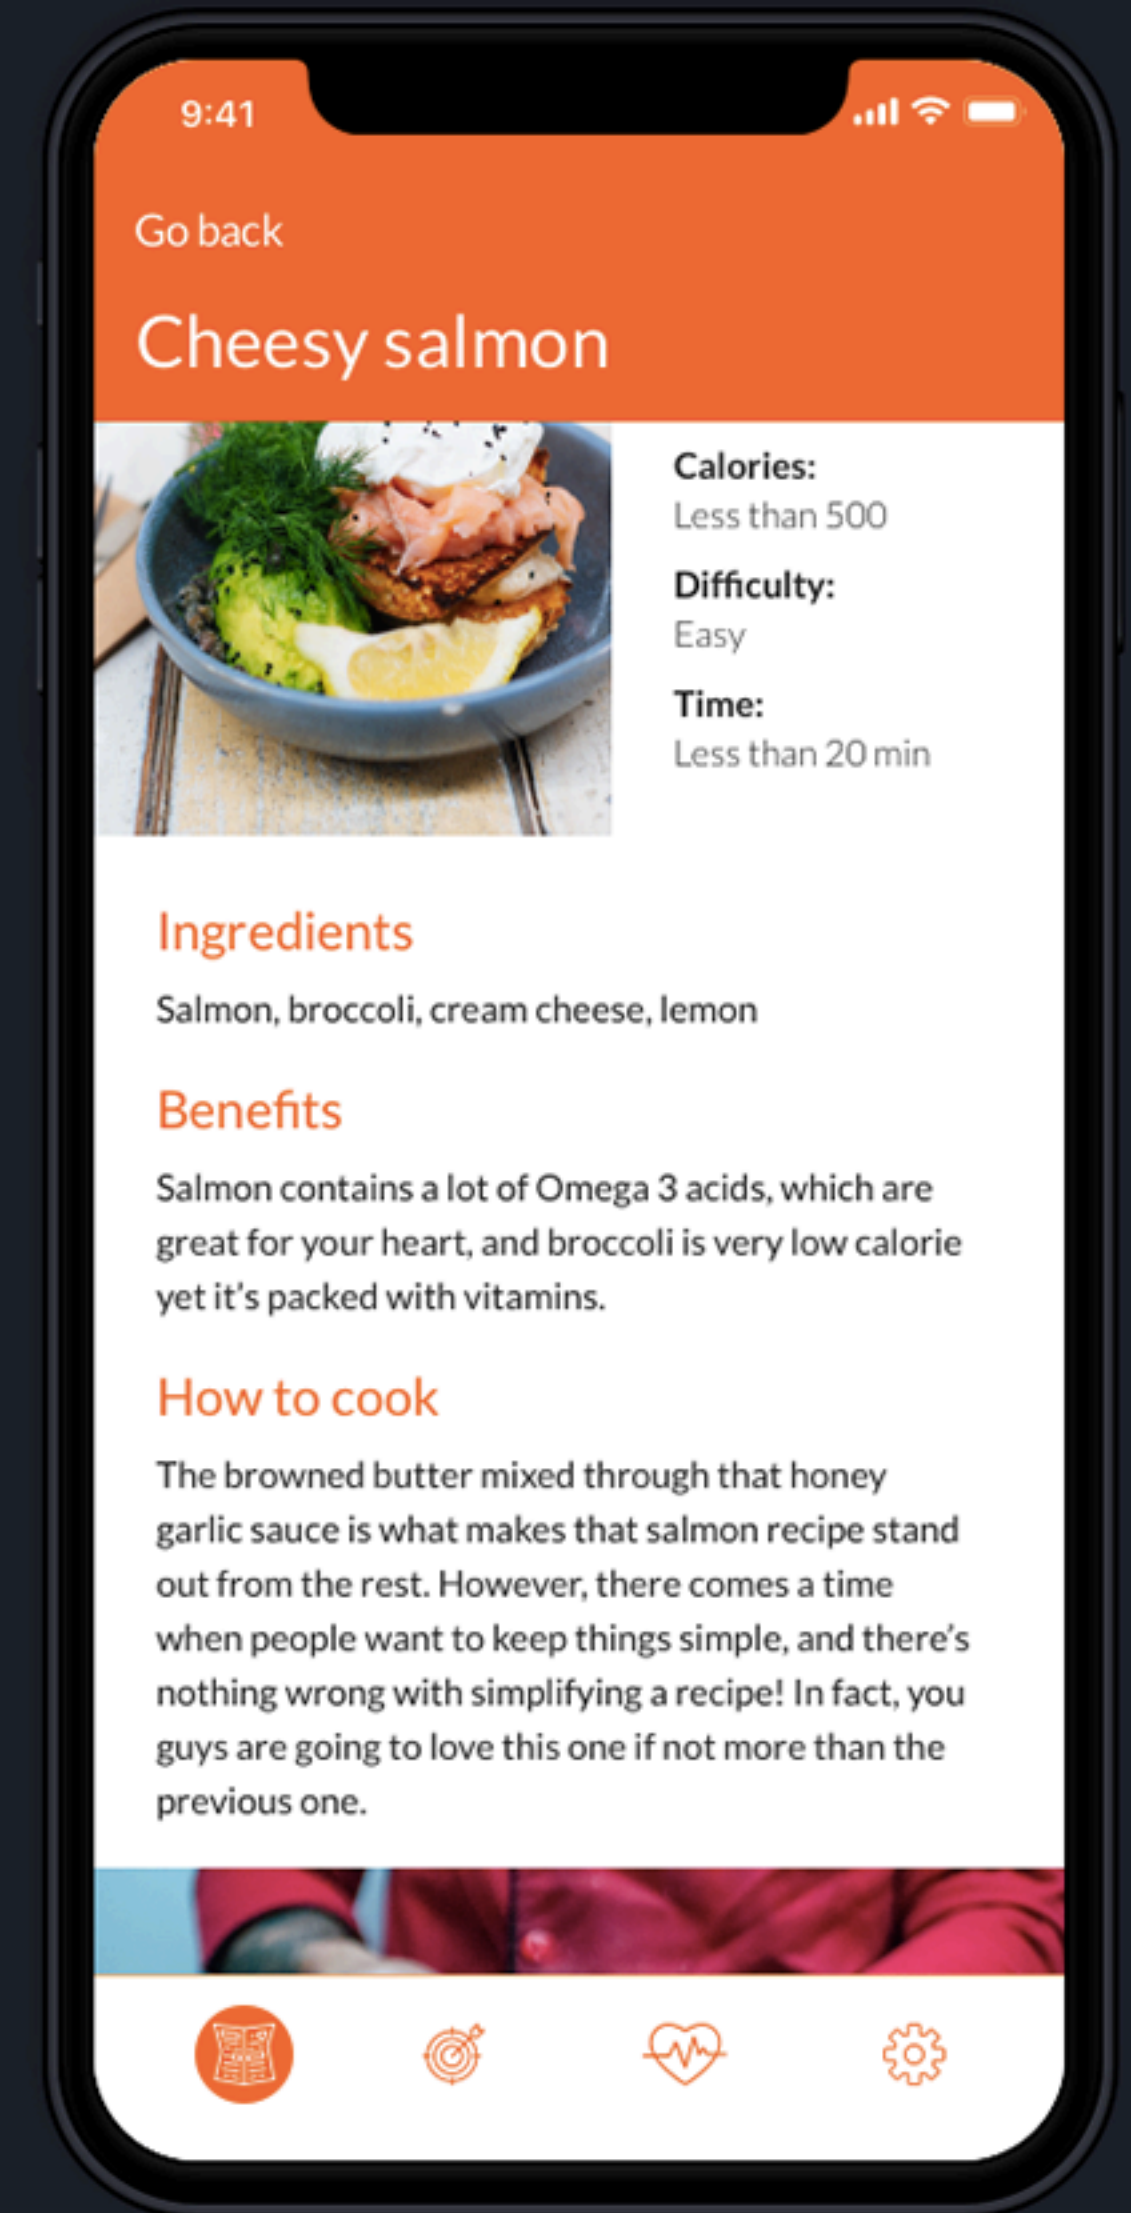 9:41
Go back
Cheesy salmon
Calories:
Less than 500
Difficulty:
Easy
Time:
Less than 20 min
Ingredients
Salmon, broccoli, cream cheese, lemon
Benefits
Salmon contains a lot of Omega 3 acids, which are
great for your heart, and broccoli is very low calorie
yet it’s packed with vitamins.
How to cook
The browned butter mixed through that honey
garlic sauce is what makes that salmon recipe stand
out from the rest. However, there comes a time
when people want to keep things simple, and there’s
nothing wrong with simplifying a recipe! In fact, you
guys are going to love this one if not more than the
previous one.